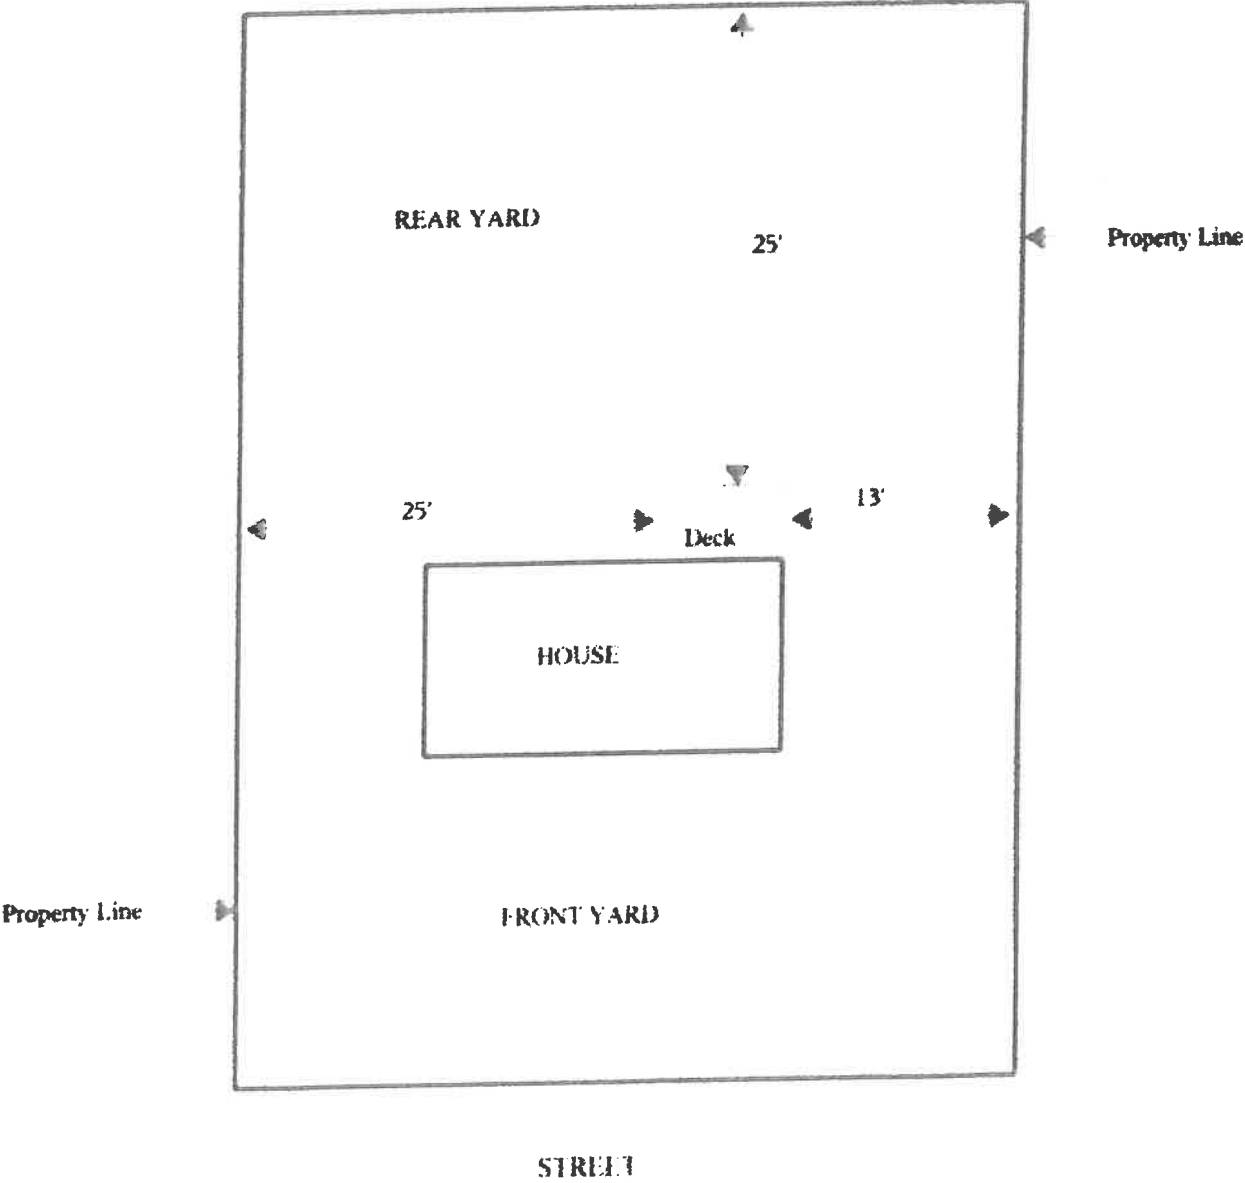 REAR YARD
25'
Property Line
25'
13'
Deck
HOUSE
Property Line
FRONT YARD
STREET